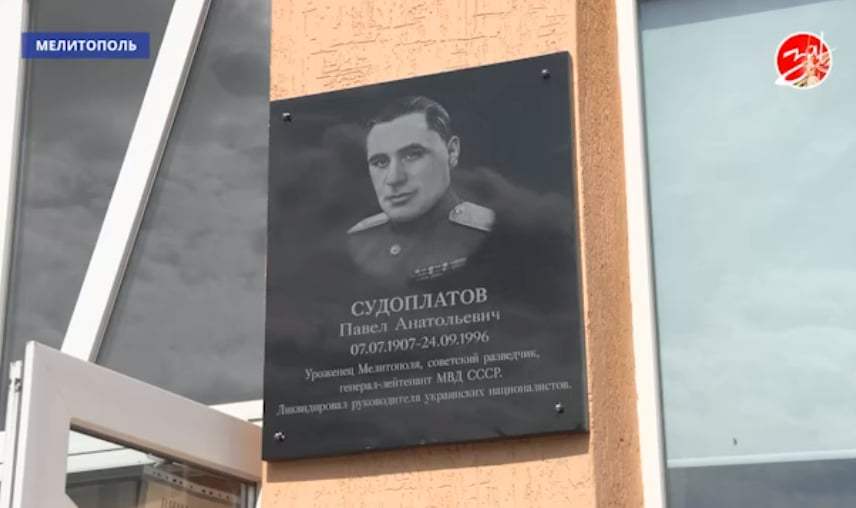 МЕЛИТОПОЛЬ
СУДОПЛАТОВ
Павел Анатольевич
07.07.1907-24.09.1996
Уроженец Мелитополя, советский разведчик,
генерал-лейтенант МВД СССР.
Ликвидировал руководителя украинских националистов.